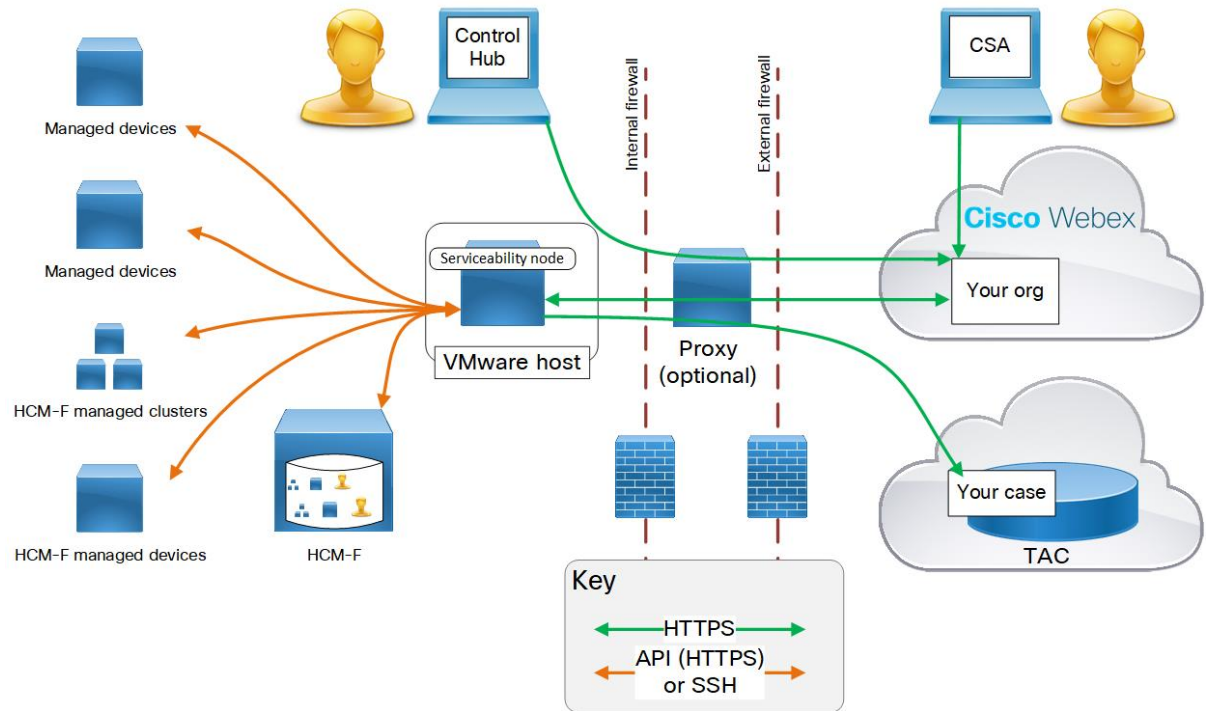 Control
Hub
CSA
Internal firewall
External firewall
Managed devices
Cisco Webex
Managed devices
Serviceability node
Your org
VMware host
Proxy
(optional)
HCM-F managed clusters
Your case
HCM-F managed devices
HCM-F
TAC
Key
HTTPS
API (HTTPS)
or SSH